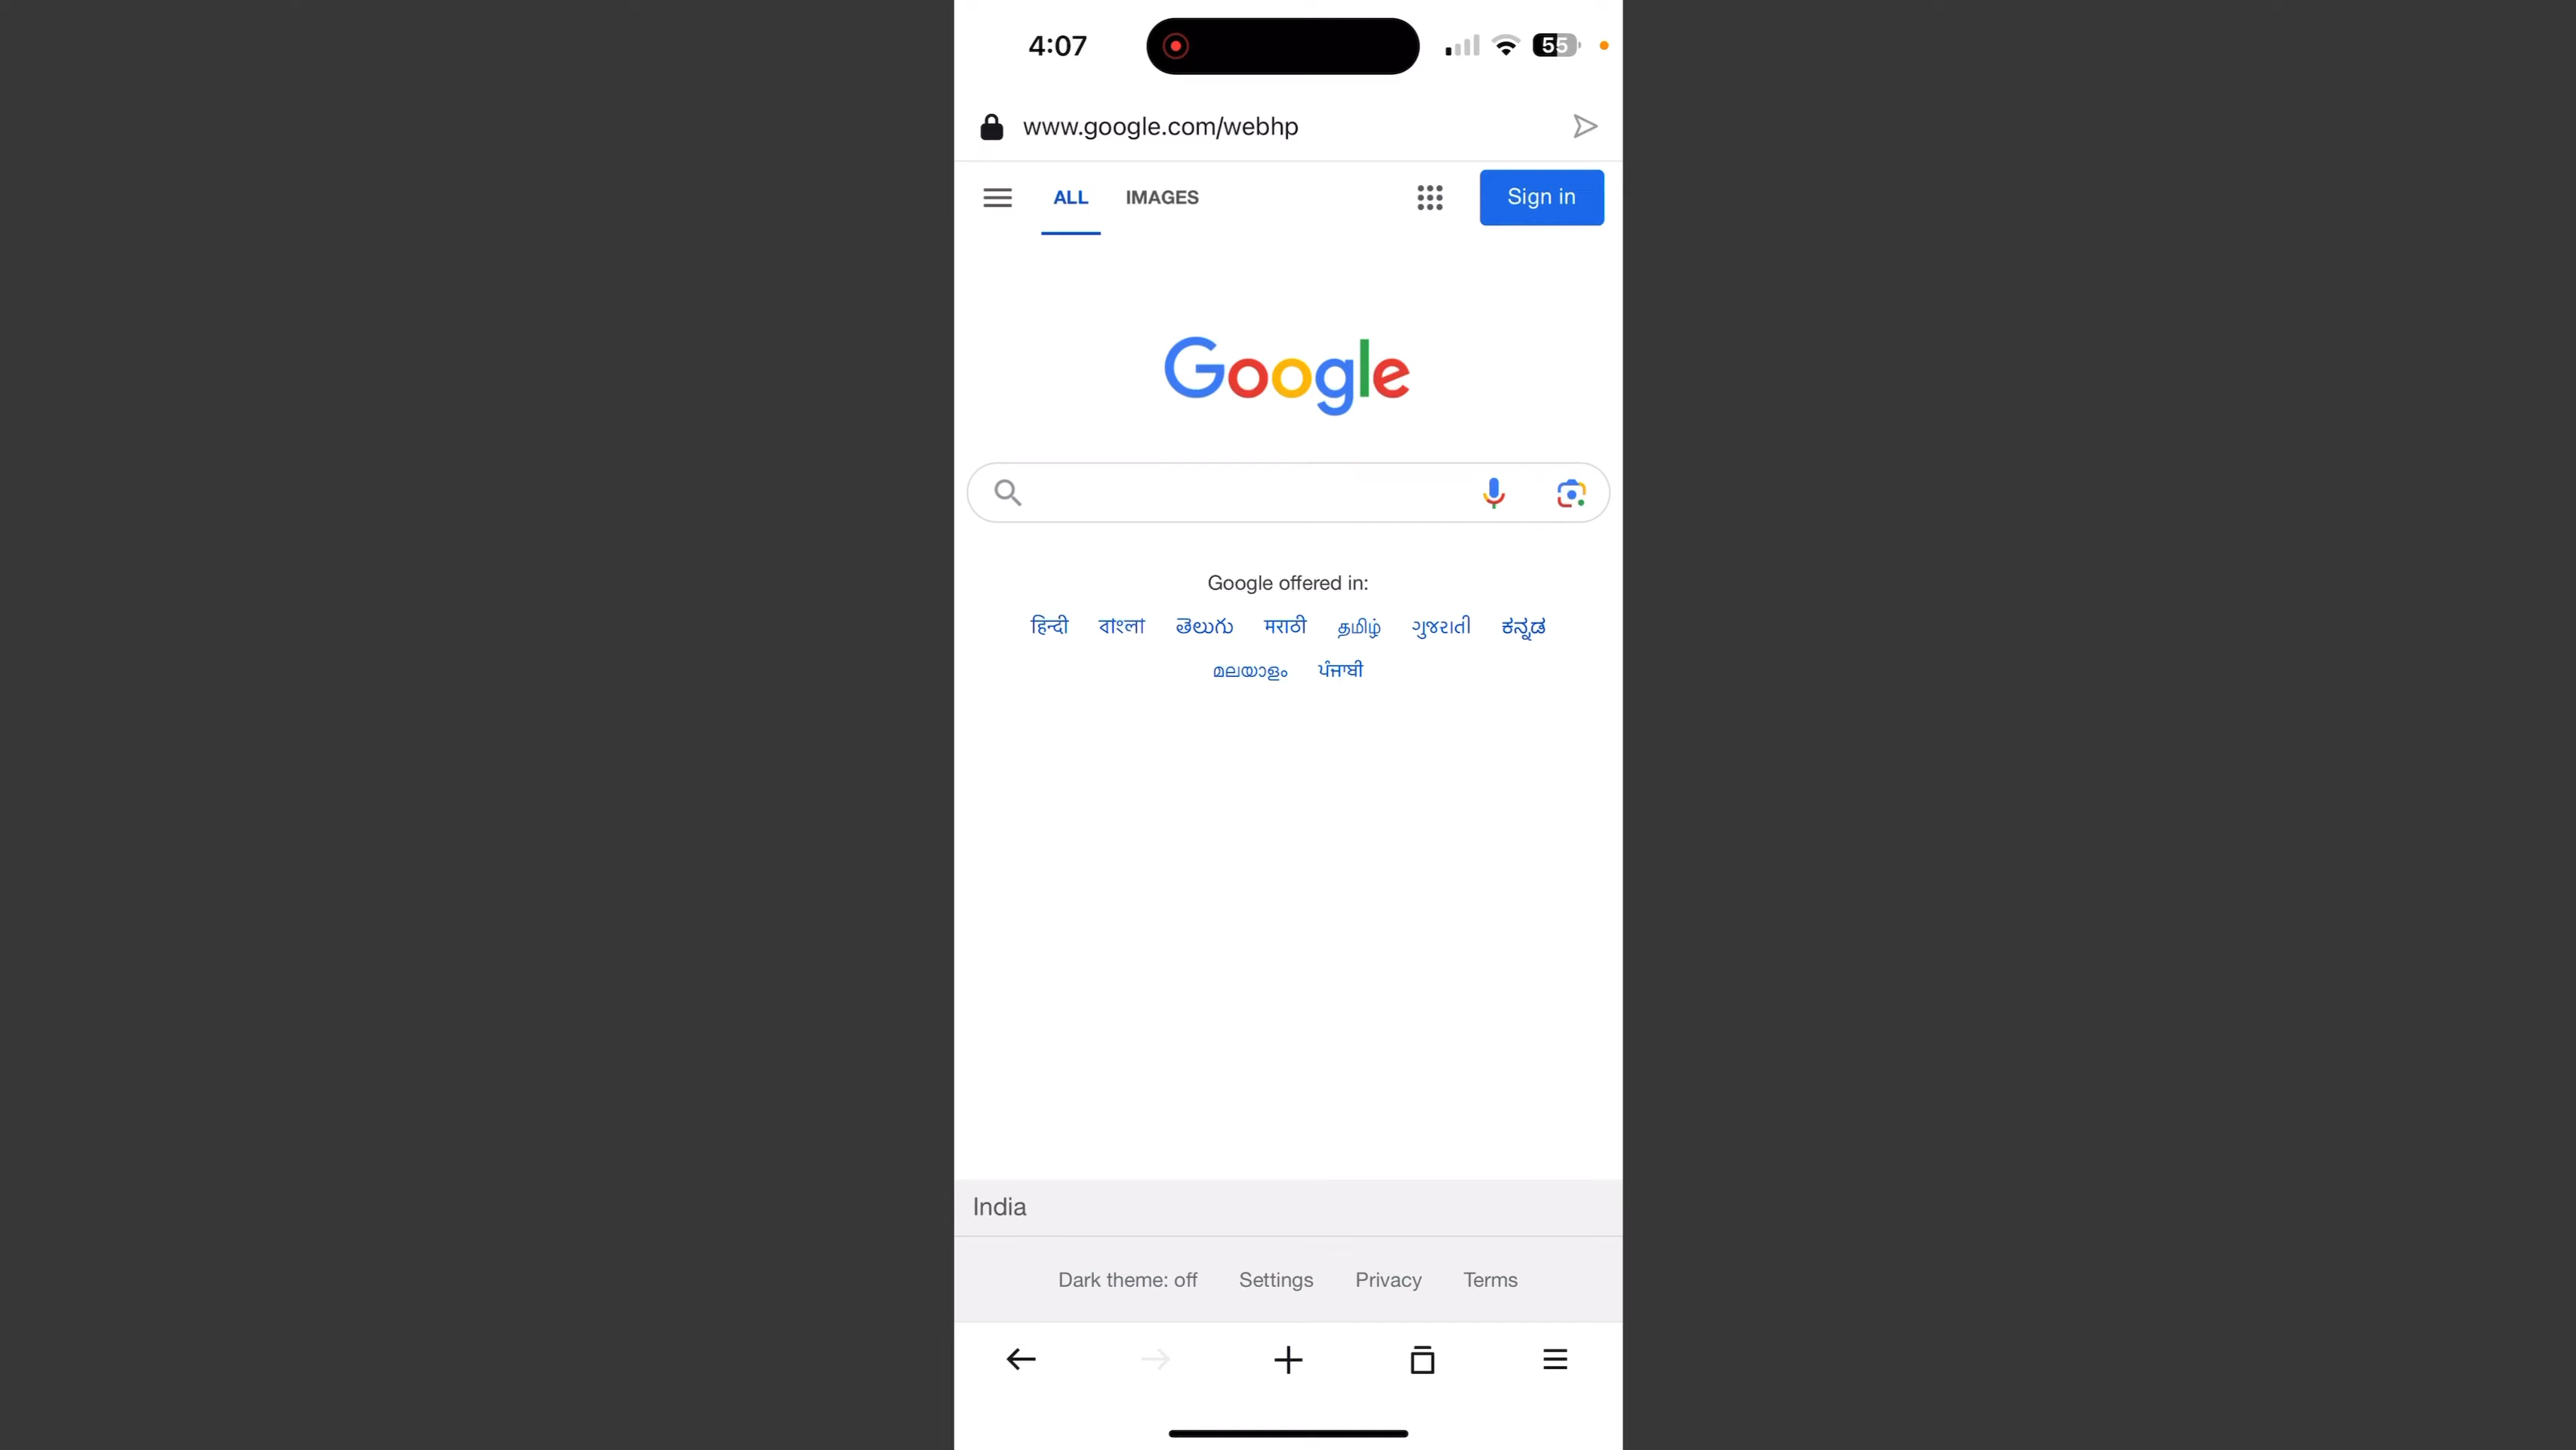 4:07 55
www.google.com/webhp
ALL IMAGES Sign in
Google
Google offered in:
हिन्दी বাংলা తెలుగు मराठी தமிழ் ગુજરાતી ಕನ್ನಡ
മലയാളം ਪੰਜਾਬੀ
India
Dark theme: off Settings Privacy Terms